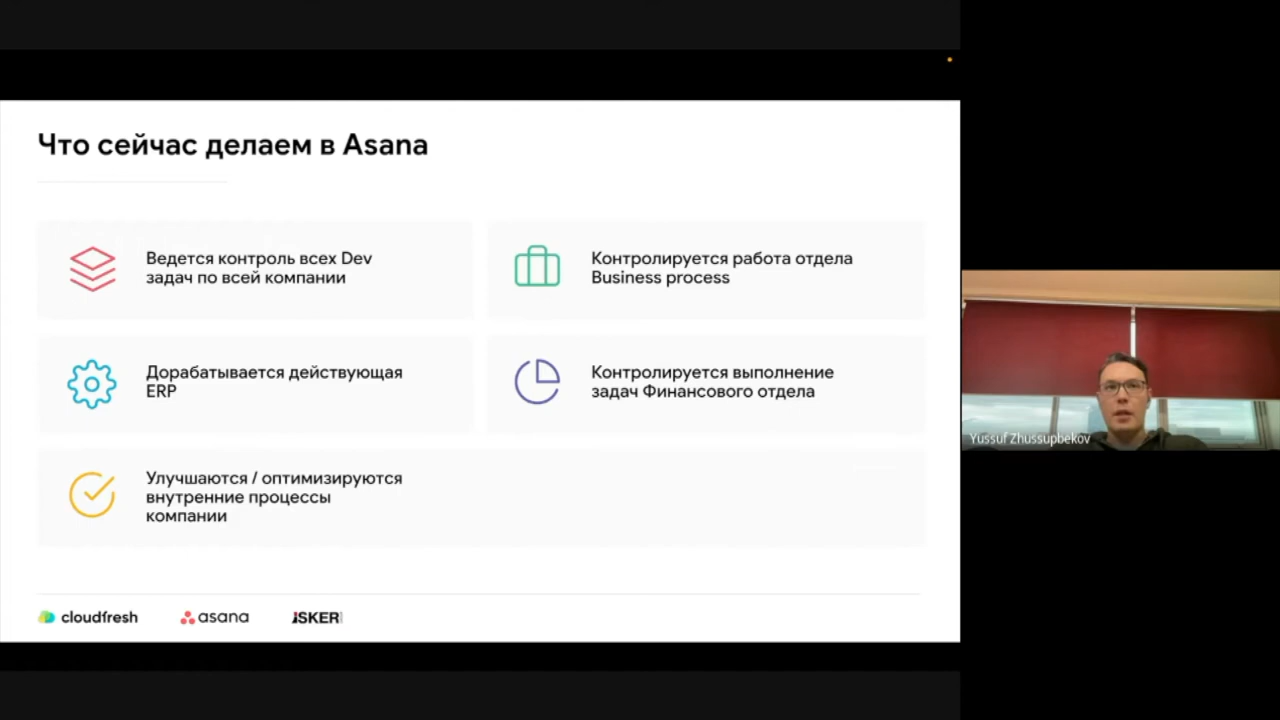 Что сейчас делаем в Asana
Ведется контроль всех Dev
задач по всей компании
Контролируется работа отдела
Business process
Дорабатывается действующая
ERP
Контролируется выполнение
задач Финансового отдела
Улучшаются / оптимизируются
внутренние процессы
компании
Yussuf Zhussupbekov
cloudfresh
asana
ISKER